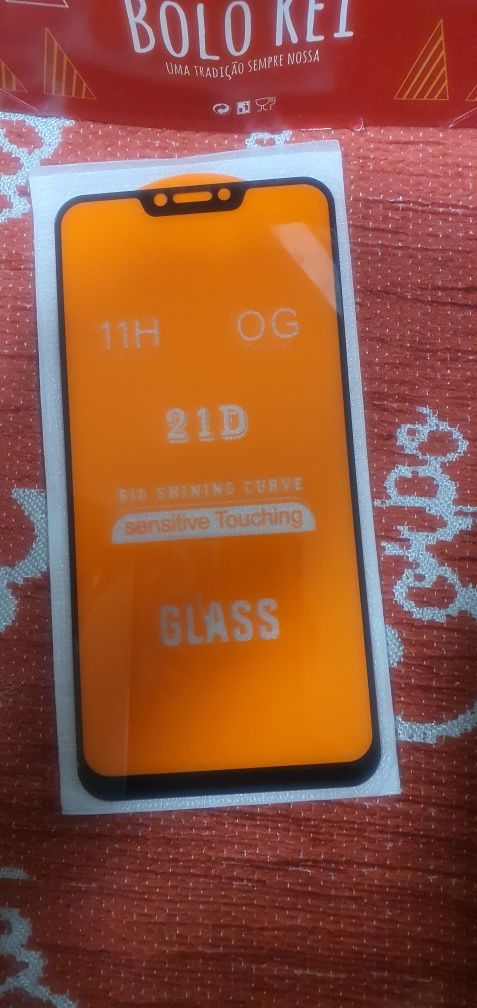 BOLO REI
UMA TRADIÇÃO SEMPRE NOSSA
11H OG
21D
BIG SHINING CURVE
sensitive Touching
GLASS